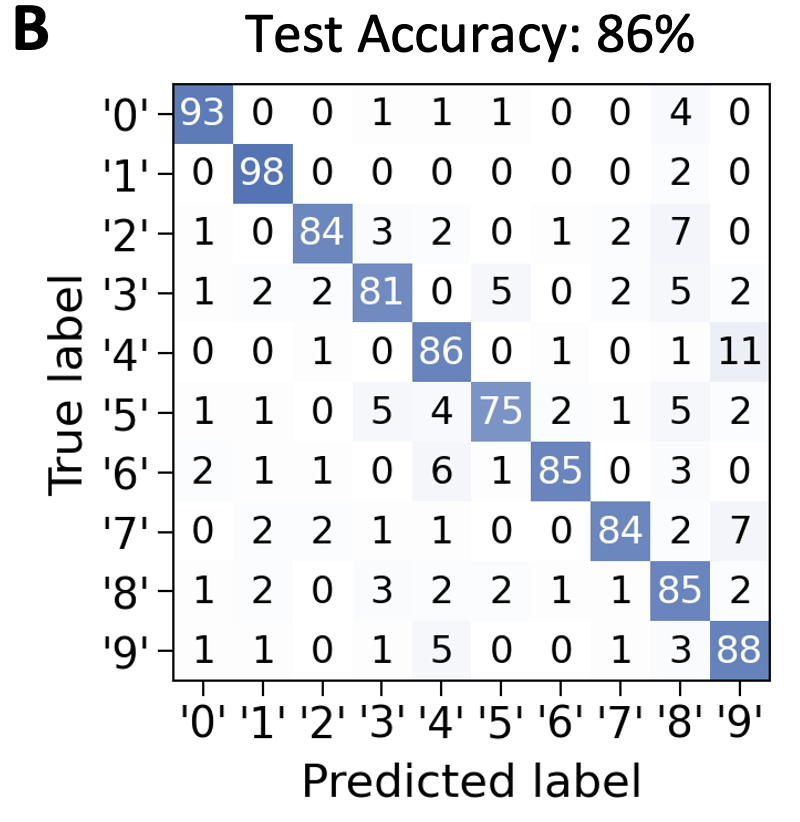 B
Test Accuracy: 86%
'0' 93 0 0 1 1 1 0 0 4 0
'1' 0 98 0 0 0 0 0 0 2 0
'2' 1 0 84 3 2 0 1 2 7 0
'3' 1 2 2 81 0 5 0 2 5 2
'4' 0 0 1 0 86 0 1 0 1 11
'5' 1 1 0 5 4 75 2 1 5 2
'6' 2 1 1 0 6 1 85 0 3 0
'7' 0 2 2 1 1 0 0 84 2 7
'8' 1 2 0 3 2 2 1 1 85 2
'9' 1 1 0 1 5 0 0 1 3 88
True label
'0' '1' '2' '3' '4' '5' '6' '7' '8' '9'
Predicted label